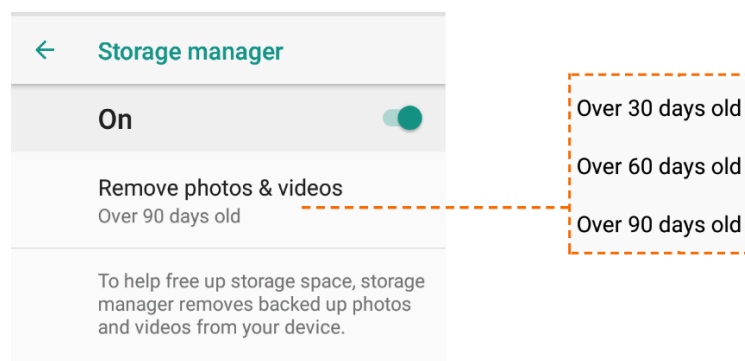 Storage manager
On
Remove photos & videos
Over 90 days old
To help free up storage space, storage
manager removes backed up photos
and videos from your device.
Over 30 days old
Over 60 days old
Over 90 days old